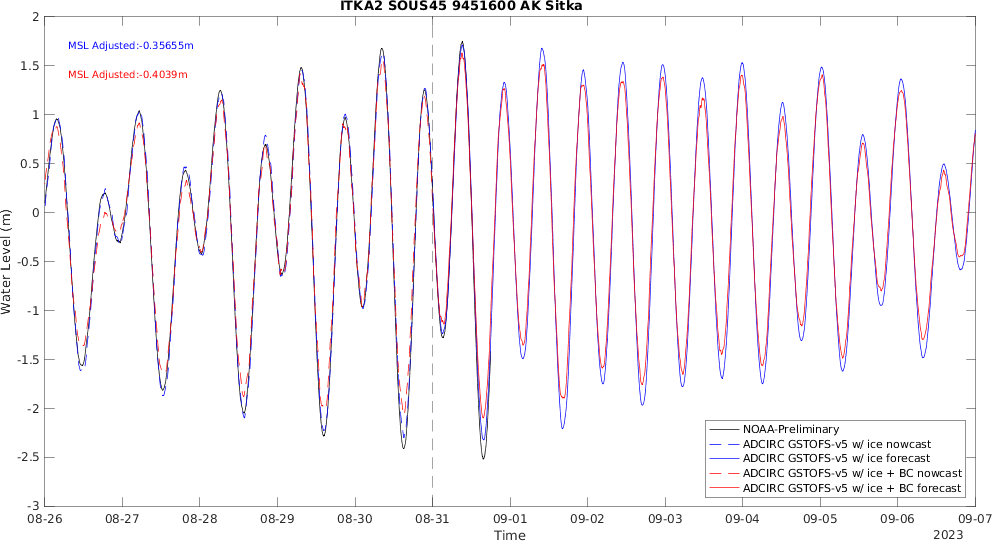 ITKA2 SOUS45 9451600 AK Sitka
MSL Adjusted:-0.35655m
MSL Adjusted:-0.4039m
Water Level (m)
2
1.5
1
0.5
0
-0.5
-1
-1.5
-2
-2.5
-3
NOAA-Preliminary
ADCIRC GSTOFS-v5 w/ ice nowcast
ADCIRC GSTOFS-v5 w/ ice forecast
ADCIRC GSTOFS-v5 w/ ice + BC nowcast
ADCIRC GSTOFS-v5 w/ ice + BC forecast
08-26 08-27 08-28 08-29 08-30 08-31 09-01 09-02 09-03 09-04 09-05 09-06 09-07
Time
2023